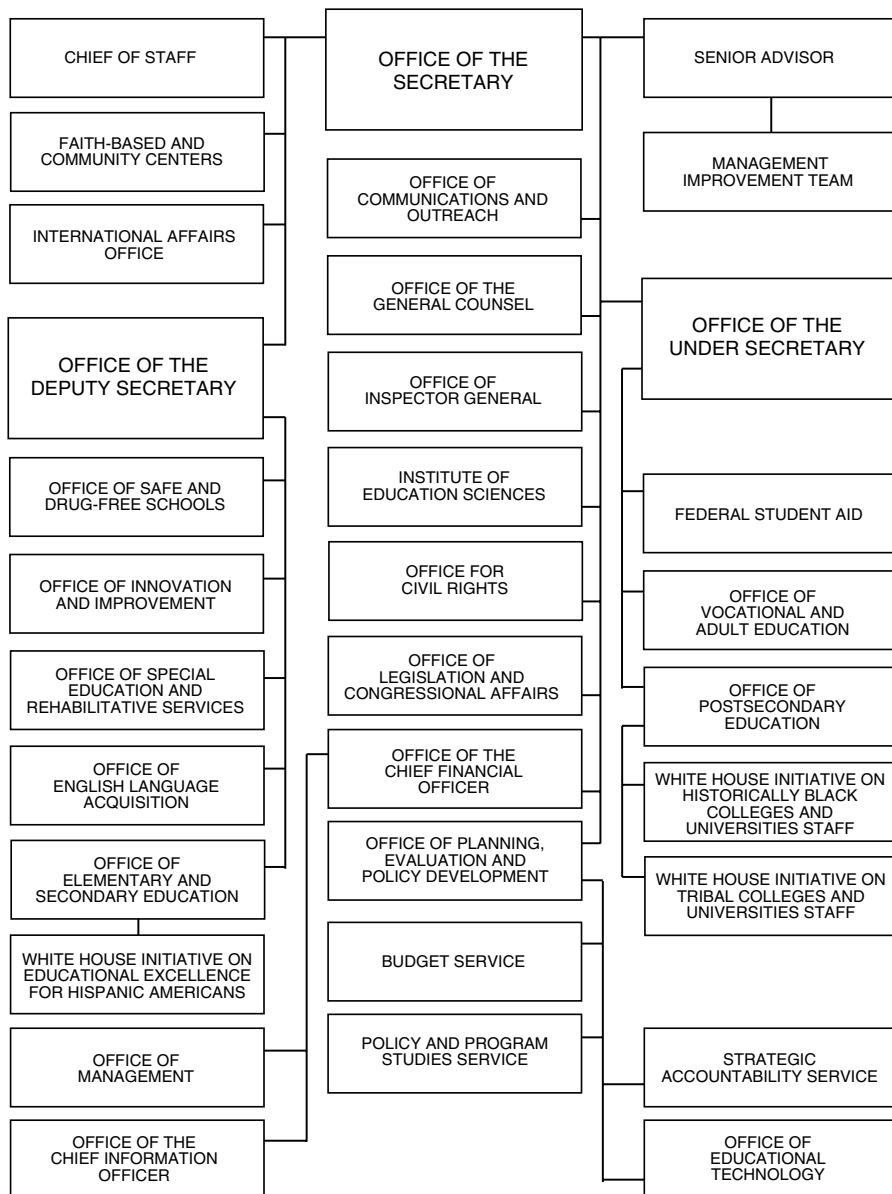 CHIEF OF STAFF
OFFICE OF THE
SECRETARY
SENIOR ADVISOR
FAITH-BASED AND
COMMUNITY CENTERS
MANAGEMENT
IMPROVEMENT TEAM
OFFICE OF
COMMUNICATIONS AND
OUTREACH
INTERNATIONAL AFFAIRS
OFFICE
OFFICE OF THE
GENERAL COUNSEL
OFFICE OF THE
UNDER SECRETARY
OFFICE OF THE
DEPUTY SECRETARY
OFFICE OF
INSPECTOR GENERAL
OFFICE OF SAFE AND
DRUG-FREE SCHOOLS
INSTITUTE OF
EDUCATION SCIENCES
FEDERAL STUDENT AID
OFFICE OF INNOVATION
AND IMPROVEMENT
OFFICE FOR
CIVIL RIGHTS
OFFICE OF
VOCATIONAL AND
ADULT EDUCATION
OFFICE OF SPECIAL
EDUCATION AND
REHABILITATIVE SERVICES
OFFICE OF
LEGISLATION AND
CONGRESSIONAL AFFAIRS
OFFICE OF
POSTSECONDARY
EDUCATION
OFFICE OF
ENGLISH LANGUAGE
ACQUISITION
OFFICE OF THE
CHIEF FINANCIAL
OFFICER
WHITE HOUSE INITIATIVE ON
HISTORICALLY BLACK
COLLEGES AND
UNIVERSITIES STAFF
OFFICE OF
ELEMENTARY AND
SECONDARY EDUCATION
OFFICE OF PLANNING,
EVALUATION AND
POLICY DEVELOPMENT
WHITE HOUSE INITIATIVE ON
TRIBAL COLLEGES AND
UNIVERSITIES STAFF
WHITE HOUSE INITIATIVE ON
EDUCATIONAL EXCELLENCE
FOR HISPANIC AMERICANS
BUDGET SERVICE
OFFICE OF
MANAGEMENT
POLICY AND PROGRAM
STUDIES SERVICE
STRATEGIC
ACCOUNTABILITY SERVICE
OFFICE OF THE
CHIEF INFORMATION
OFFICER
OFFICE OF
EDUCATIONAL
TECHNOLOGY